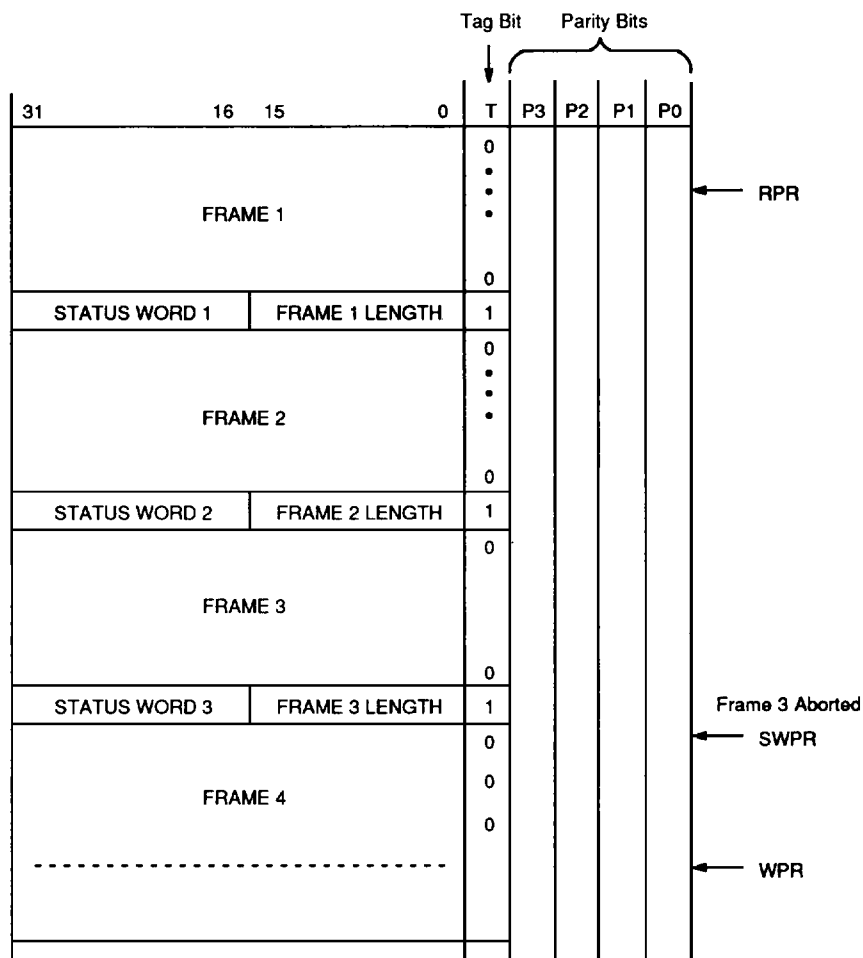 Tag Bit Parity Bits
31 16 15 0 T P3 P2 P1 P0
0
RPR
FRAME 1
0
STATUS WORD 1 FRAME 1 LENGTH 1
0
FRAME 2
0
STATUS WORD 2 FRAME 2 LENGTH 1
0
FRAME 3
0
STATUS WORD 3 FRAME 3 LENGTH 1 Frame 3 Aborted
0 SWPR
0
FRAME 4
0
WPR